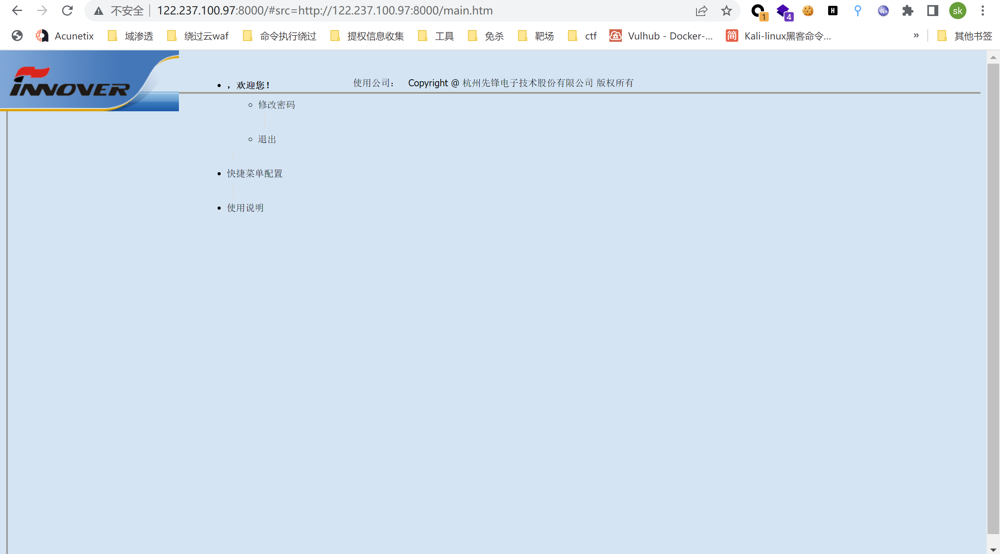 不安全 122.237.100.97:8000/#src=http://122.237.100.97:8000/main.htm
1
4
H
Ws
sk
Acunetix 域渗透 绕过云waf 命令执行绕过 提权信息收集 工具 免杀 靶场 ctf Vulhub - Docker-... 简 Kali-linux黑客命令... » 其他书签
INNOVER
，欢迎您！
使用公司： Copyright @ 杭州先锋电子技术股份有限公司 版权所有
修改密码
退出
快捷菜单配置
使用说明